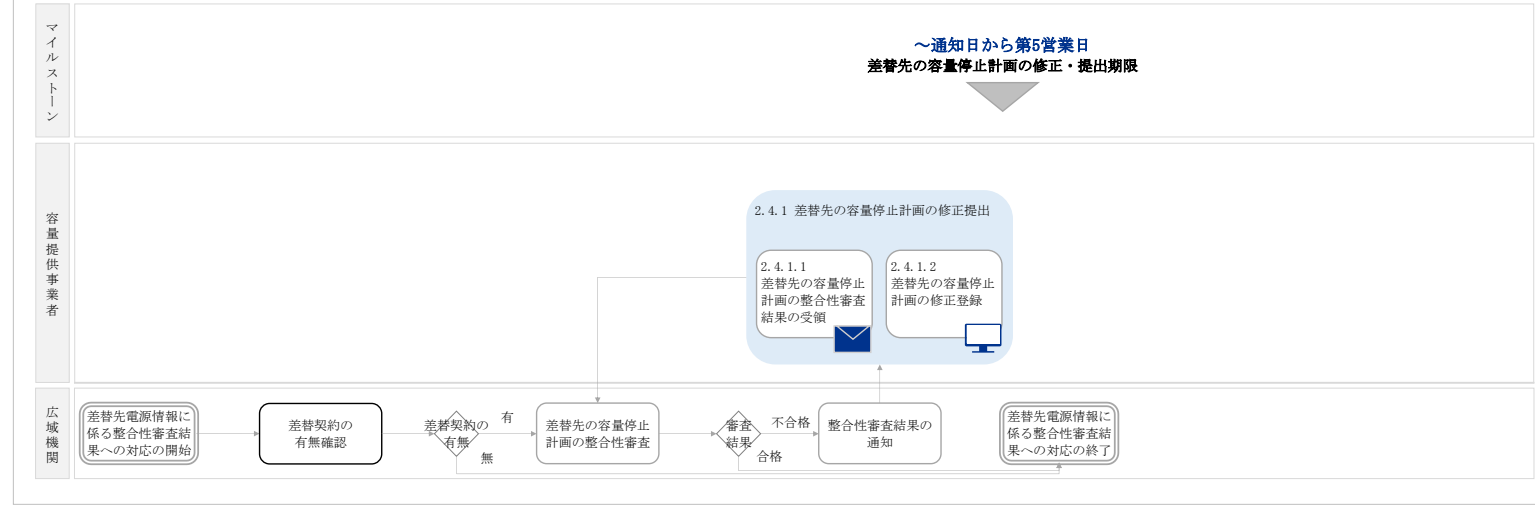 マイルストーン
～通知日から第5営業日
差替先の容量停止計画の修正・提出期限
容量提供事業者
2.4.1 差替先の容量停止計画の修正提出
2.4.1.1
差替先の容量停止
計画の整合性審査
結果の受領
2.4.1.2
差替先の容量停止
計画の修正登録
広域機関
差替先電源情報に
係る整合性審査結
果への対応の開始
差替契約の
有無確認
差替契約の
有無
有
無
差替先の容量停止
計画の整合性審査
審査
結果
不合格
合格
整合性審査結果の
通知
差替先電源情報に
係る整合性審査結
果への対応の終了